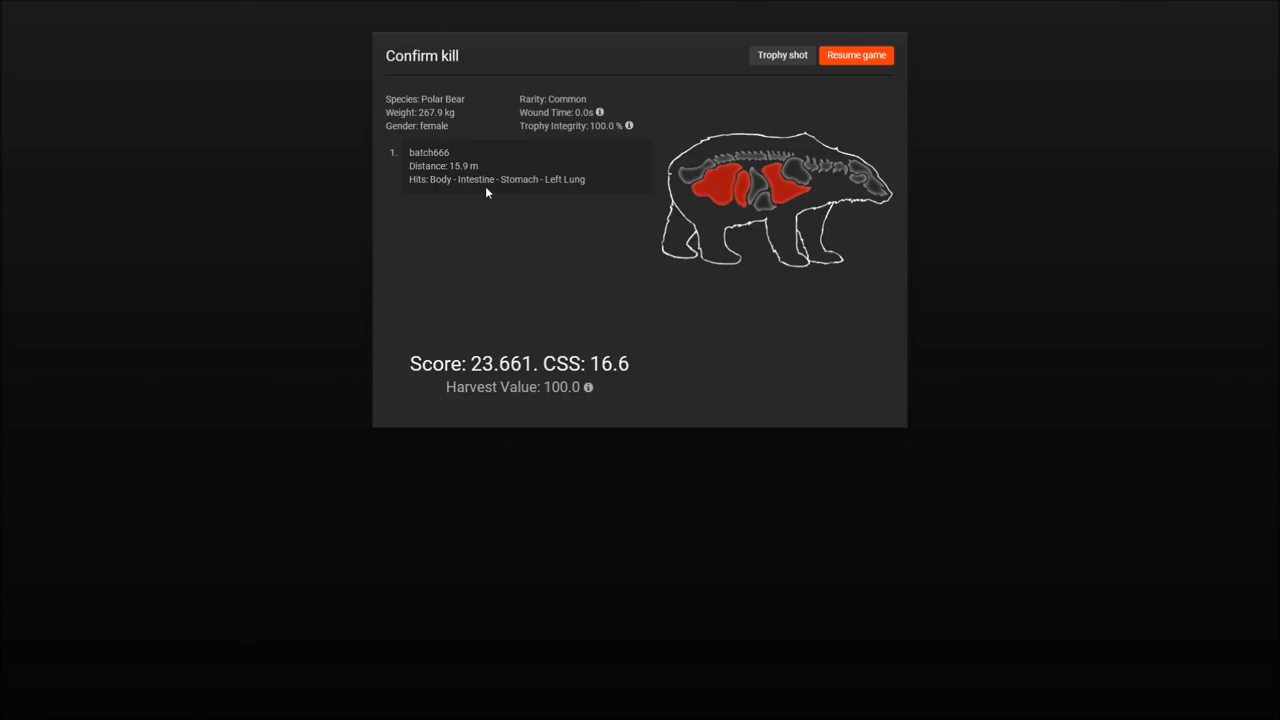 Confirm kill
Trophy shot
Resume game
Species: Polar Bear
Weight: 267.9 kg
Gender: female
Rarity: Common
Wound Time: 0.0s
Trophy Integrity: 100.0 %
1.
batch666
Distance: 15.9 m
Hits: Body - Intestine - Stomach - Left Lung
Score: 23.661. CSS: 16.6
Harvest Value: 100.0